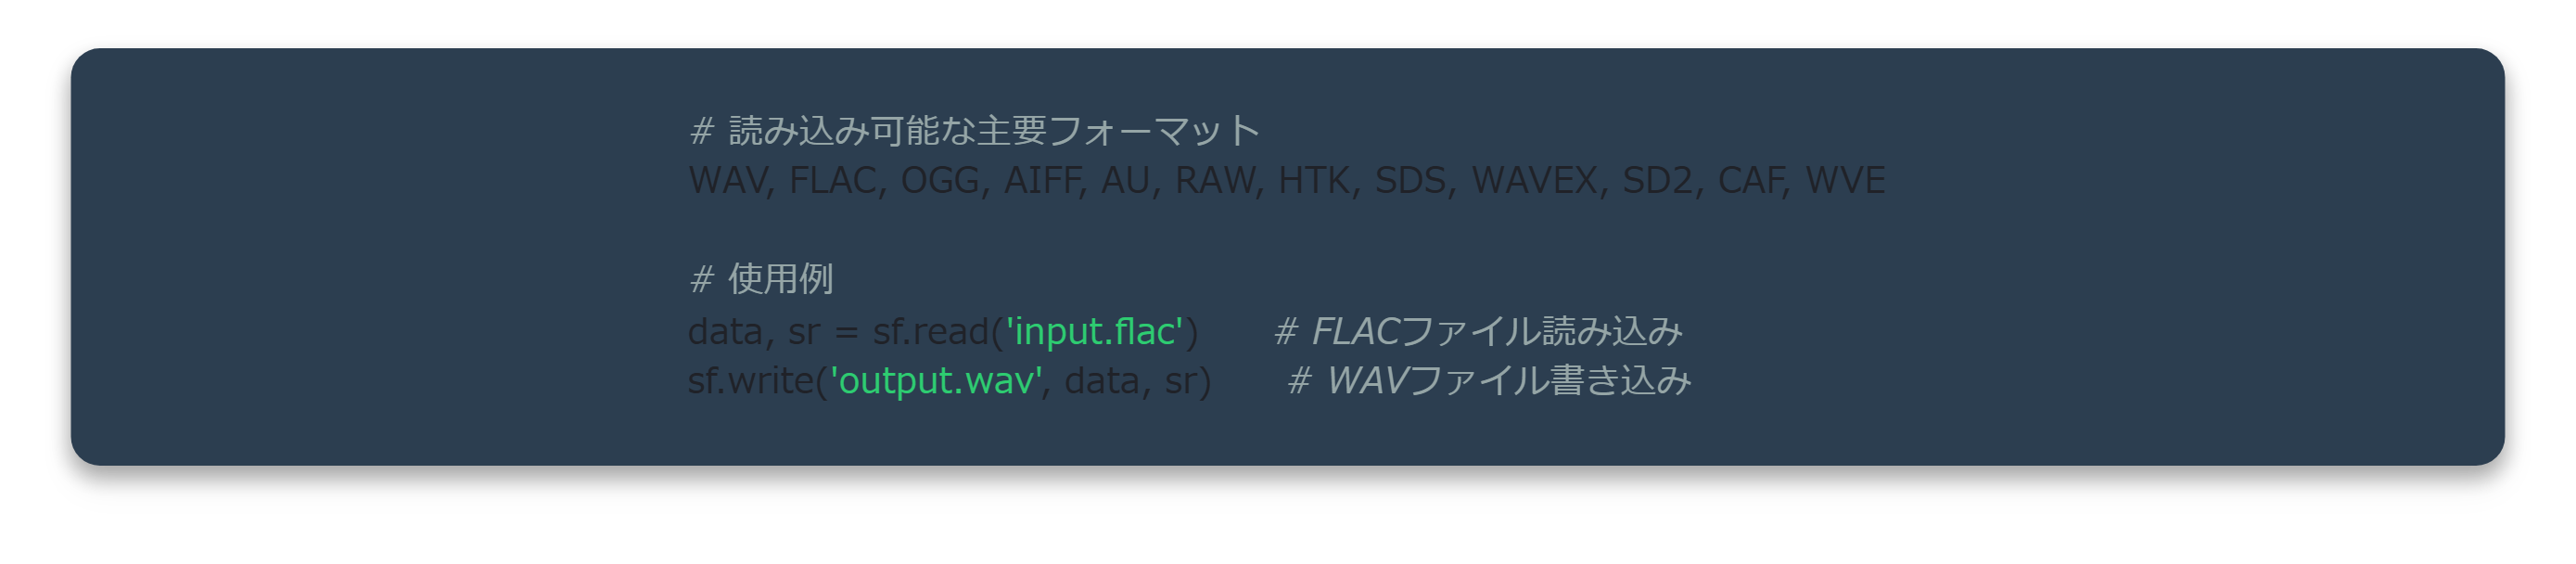 # 読み込み可能な主要フォーマット
WAV, FLAC, OGG, AIFF, AU, RAW, HTK, SDS, WAVEX, SD2, CAF, WVE
# 使用例
data, sr = sf.read('input.flac') # FLACファイル読み込み
sf.write('output.wav', data, sr) # WAVファイル書き込み